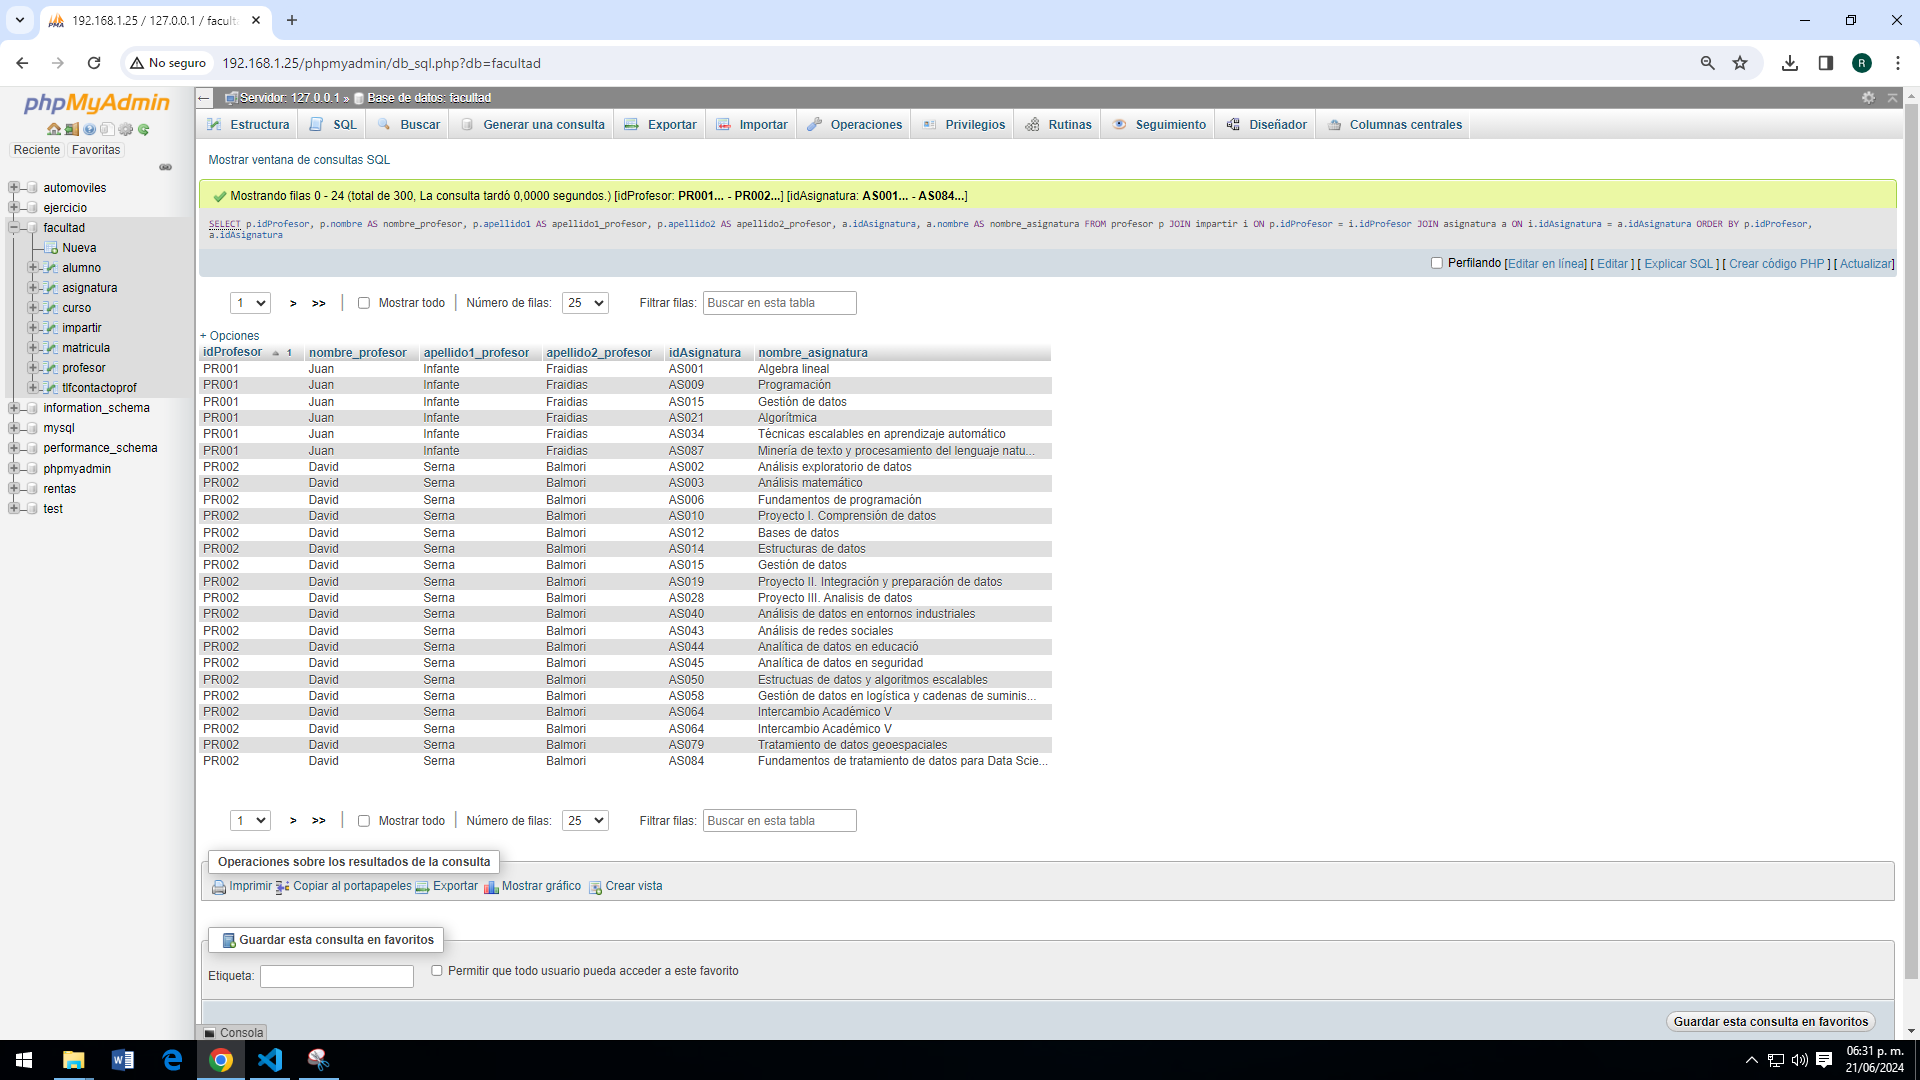 192.168.1.25 / 127.0.0.1 / facult
No seguro
192.168.1.25/phpmyadmin/db_sql.php?db=facultad
R
phpMyAdmin
Reciente Favoritas
automoviles
ejercicio
facultad
Nueva
alumno
asignatura
curso
impartir
matricula
profesor
tlfcontactoprof
information_schema
mysql
performance_schema
phpmyadmin
rentas
test
Servidor: 127.0.0.1 » Base de datos: facultad
Estructura SQL Buscar Generar una consulta Exportar Importar Operaciones Privilegios Rutinas Seguimiento Diseñador Columnas centrales
Mostrar ventana de consultas SQL
Mostrando filas 0 - 24 (total de 300, La consulta tardó 0,0000 segundos.) [idProfesor: PR001... - PR002...] [idAsignatura: AS001... - AS084...]
SELECT p.idProfesor, p.nombre AS nombre_profesor, p.apellido1 AS apellido1_profesor, p.apellido2 AS apellido2_profesor, a.idAsignatura, a.nombre AS nombre_asignatura FROM profesor p JOIN impartir i ON p.idProfesor = i.idProfesor JOIN asignatura a ON i.idAsignatura = a.idAsignatura ORDER BY p.idProfesor,
a.idAsignatura
Perfilando [Editar en línea] [ Editar ] [ Explicar SQL ] [ Crear código PHP ] [ Actualizar]
1 > >> | Mostrar todo | Número de filas: 25 Filtrar filas: Buscar en esta tabla
+ Opciones
idProfesor 1 nombre_profesor apellido1_profesor apellido2_profesor idAsignatura nombre_asignatura
PR001 Juan Infante Fraidias AS001 Algebra lineal
PR001 Juan Infante Fraidias AS009 Programación
PR001 Juan Infante Fraidias AS015 Gestión de datos
PR001 Juan Infante Fraidias AS021 Algorítmica
PR001 Juan Infante Fraidias AS034 Técnicas escalables en aprendizaje automático
PR001 Juan Infante Fraidias AS087 Minería de texto y procesamiento del lenguaje natu...
PR002 David Serna Balmori AS002 Análisis exploratorio de datos
PR002 David Serna Balmori AS003 Análisis matemático
PR002 David Serna Balmori AS006 Fundamentos de programación
PR002 David Serna Balmori AS010 Proyecto I. Comprensión de datos
PR002 David Serna Balmori AS012 Bases de datos
PR002 David Serna Balmori AS014 Estructuras de datos
PR002 David Serna Balmori AS015 Gestión de datos
PR002 David Serna Balmori AS019 Proyecto II. Integración y preparación de datos
PR002 David Serna Balmori AS028 Proyecto III. Analisis de datos
PR002 David Serna Balmori AS040 Análisis de datos en entornos industriales
PR002 David Serna Balmori AS043 Análisis de redes sociales
PR002 David Serna Balmori AS044 Analítica de datos en educació
PR002 David Serna Balmori AS045 Analítica de datos en seguridad
PR002 David Serna Balmori AS050 Estructuas de datos y algoritmos escalables
PR002 David Serna Balmori AS058 Gestión de datos en logística y cadenas de suminis...
PR002 David Serna Balmori AS064 Intercambio Académico V
PR002 David Serna Balmori AS064 Intercambio Académico V
PR002 David Serna Balmori AS079 Tratamiento de datos geoespaciales
PR002 David Serna Balmori AS084 Fundamentos de tratamiento de datos para Data Scie...
1 > >> | Mostrar todo | Número de filas: 25 Filtrar filas: Buscar en esta tabla
Operaciones sobre los resultados de la consulta
Imprimir Copiar al portapapeles Exportar Mostrar gráfico Crear vista
Guardar esta consulta en favoritos
Etiqueta: Permitir que todo usuario pueda acceder a este favorito
Guardar esta consulta en favoritos
Consola
06:31 p. m.
21/06/2024